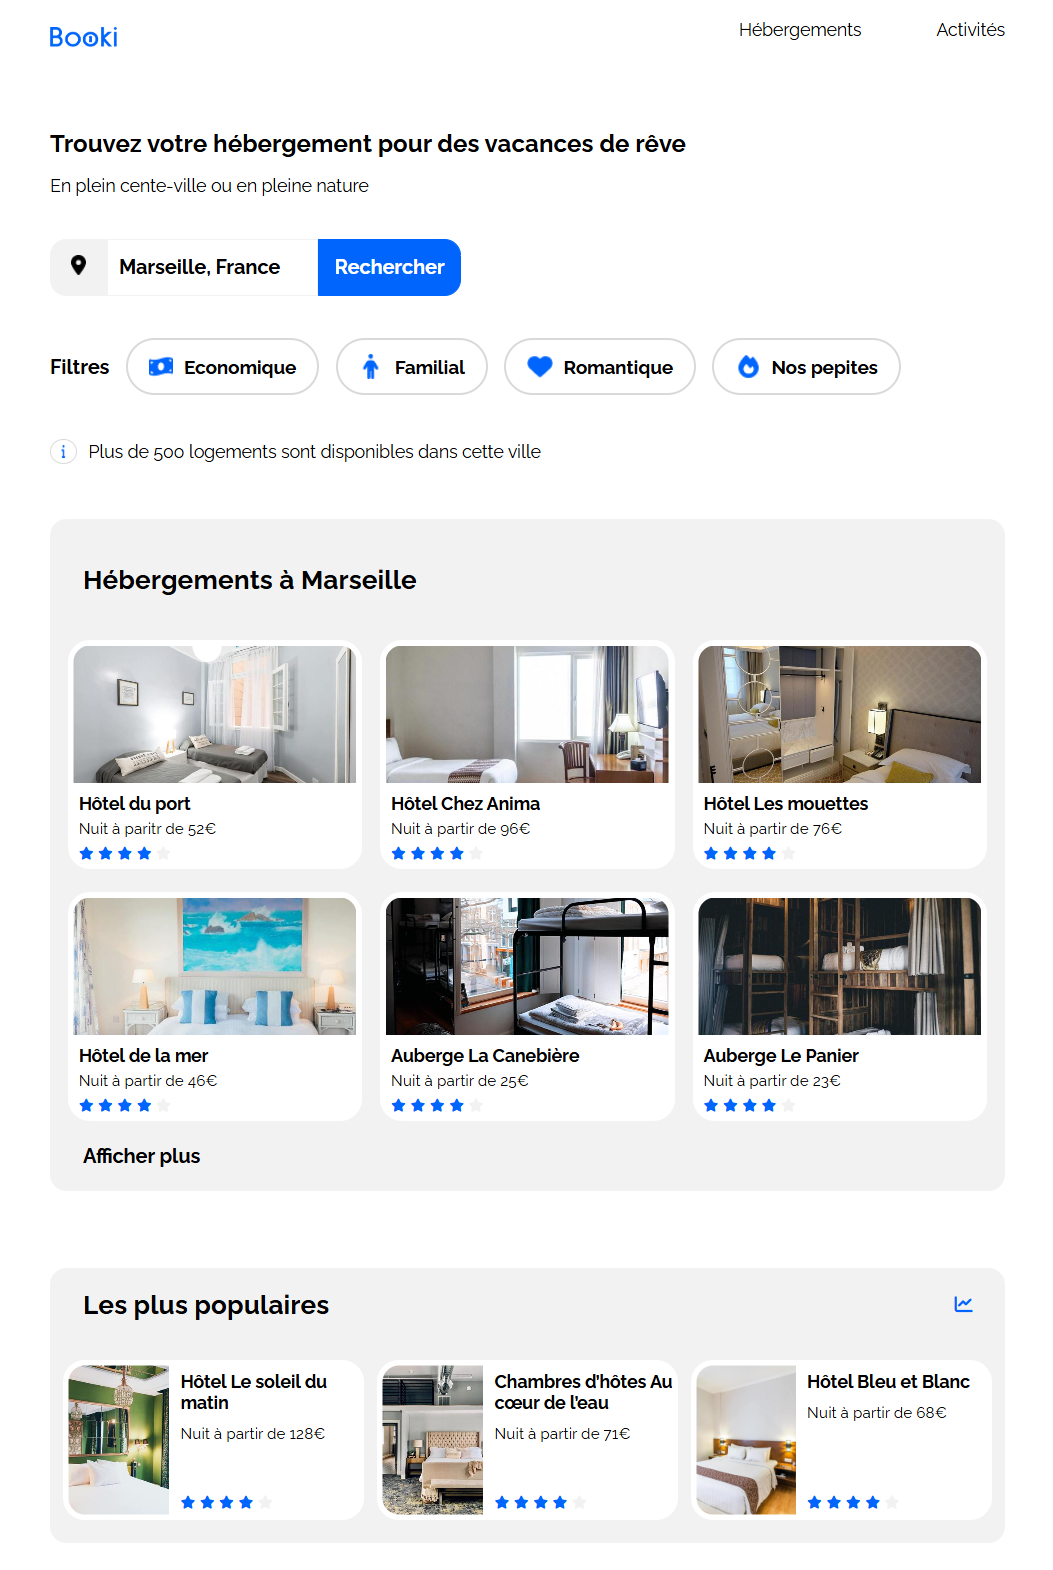 Booki
Hébergements
Activités
Trouvez votre hébergement pour des vacances de rêve
En plein cente-ville ou en pleine nature
Marseille, France
Rechercher
Filtres
Economique
Familial
Romantique
Nos pepites
Plus de 500 logements sont disponibles dans cette ville
Hébergements à Marseille
Hôtel du port
Nuit à paritr de 52€
Hôtel Chez Anima
Nuit à partir de 96€
Hôtel Les mouettes
Nuit à partir de 76€
Hôtel de la mer
Nuit à partir de 46€
Auberge La Canebière
Nuit à partir de 25€
Auberge Le Panier
Nuit à partir de 23€
Afficher plus
Les plus populaires
Hôtel Le soleil du
matin
Nuit à partir de 128€
Chambres d'hôtes Au
cœur de l'eau
Nuit à partir de 71€
Hôtel Bleu et Blanc
Nuit à partir de 68€